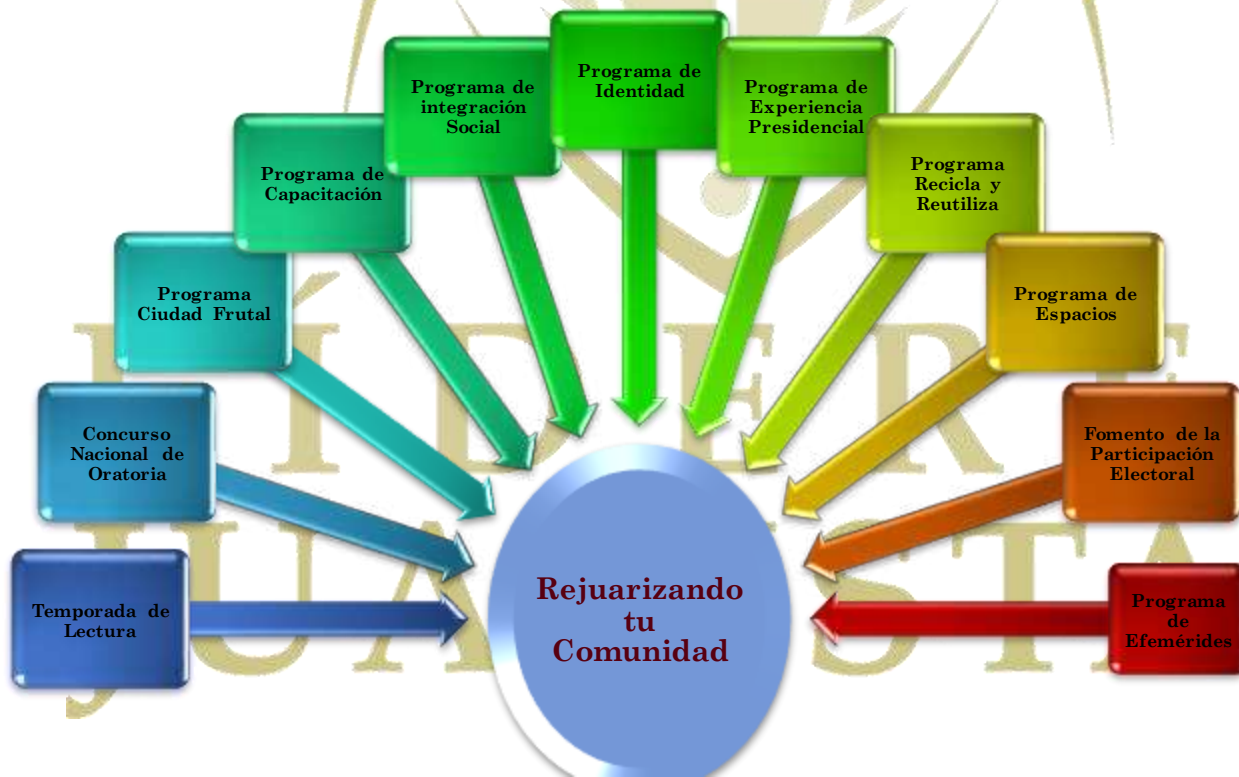 Programa de
Identidad
Programa de
integración
Social
Programa de
Experiencia
Presidencial
Programa de
Capacitación
Programa
Recicla y
Reutiliza
Programa
Ciudad Frutal
Programa de
Espacios
Concurso
Nacional de
Oratoria
Fomento de la
Participación
Electoral
Temporada de
Lectura
Programa
de
Efemérides
Rejuarizando
tu
Comunidad